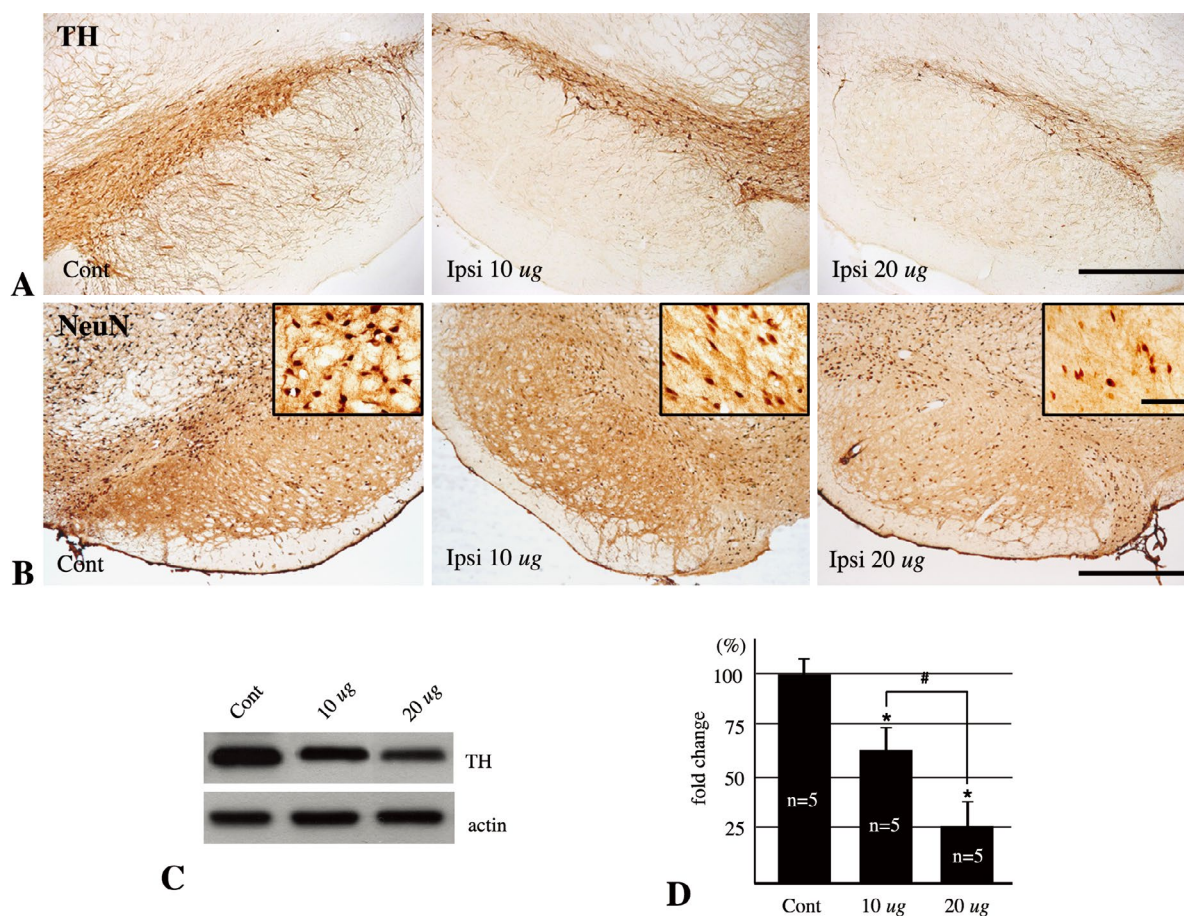 TH
Cont
Ipsi 10 ug
Ipsi 20 ug
A
NeuN
Cont
Ipsi 10 ug
Ipsi 20 ug
B
Cont
10 ug
20 ug
TH
actin
C
(%)
100
75
50
25
fold change
#
*
*
n=5
n=5
n=5
Cont
10 ug
20 ug
D